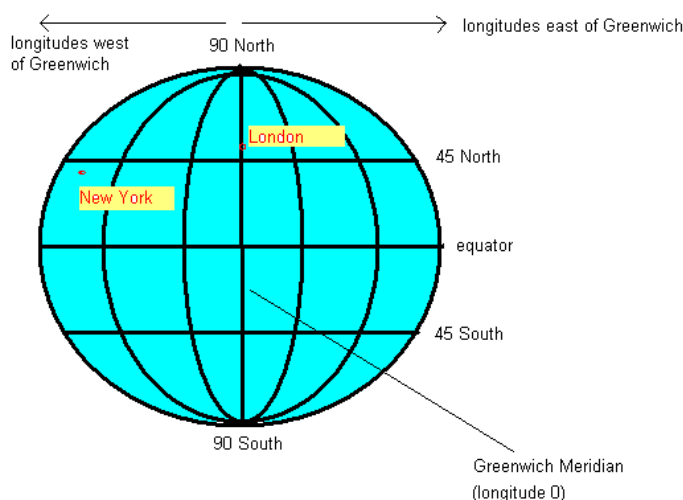 longitudes west
of Greenwich
90 North
longitudes east of Greenwich
London
45 North
New York
equator
45 South
90 South
Greenwich Meridian
(longitude 0)